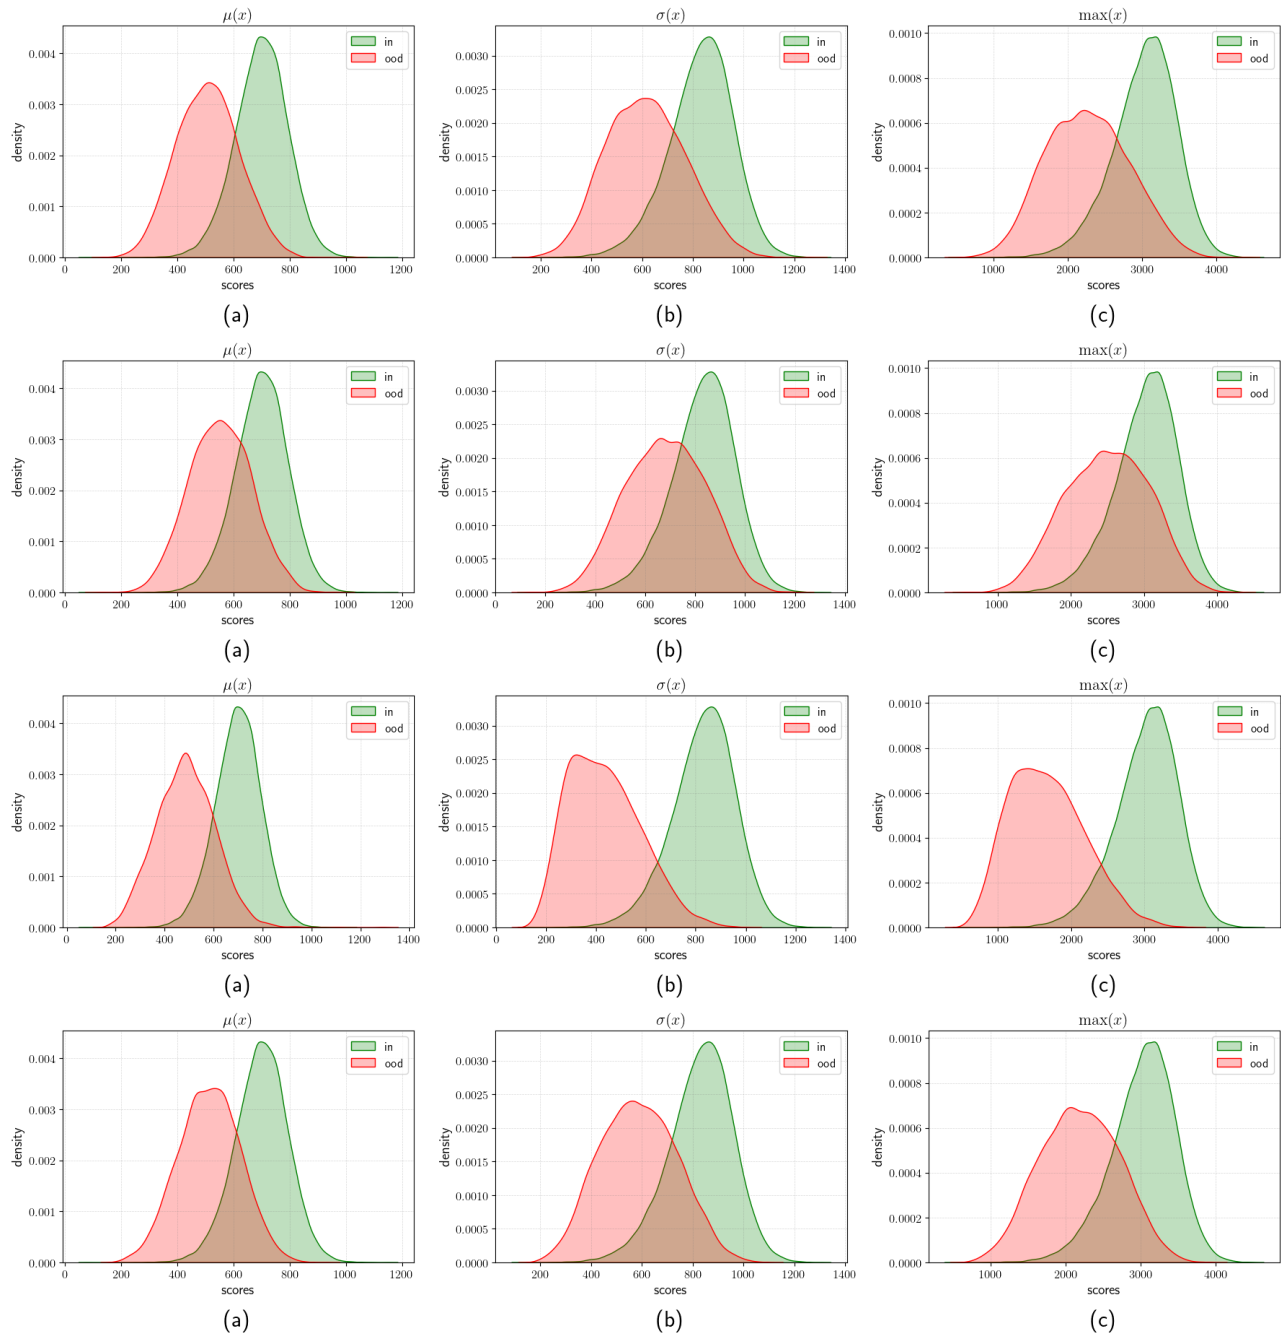 μ(x) σ(x) max(x)
0.004 in 0.0030 in 0.0010 in
ood ood ood
0.003 0.0025 0.0008
0.002 0.0020 0.0006
0.001 0.0015 0.0004
0.000 0.0010 0.0002
0.0005 0.0000
0.0000
density density density
0 200 400 600 800 1000 1200 200 400 600 800 1000 1200 1400 1000 2000 3000 4000
scores scores scores
(a) (b) (c)
μ(x) σ(x) max(x)
0.004 in 0.0030 in 0.0010 in
ood ood ood
0.003 0.0025 0.0008
0.002 0.0020 0.0006
0.001 0.0015 0.0004
0.000 0.0010 0.0002
0.0005 0.0000
0.0000
density density density
0 200 400 600 800 1000 1200 0 200 400 600 800 1000 1200 1400 1000 2000 3000 4000
scores scores scores
(a) (b) (c)
μ(x) σ(x) max(x)
0.004 in 0.0030 in 0.0010 in
ood ood ood
0.003 0.0025 0.0008
0.002 0.0020 0.0006
0.001 0.0015 0.0004
0.000 0.0010 0.0002
0.0005 0.0000
0.0000
density density density
0 200 400 600 800 1000 1200 1400 0 200 400 600 800 1000 1200 1400 1000 2000 3000 4000
scores scores scores
(a) (b) (c)
μ(x) σ(x) max(x)
0.004 in 0.0030 in 0.0010 in
ood ood ood
0.003 0.0025 0.0008
0.002 0.0020 0.0006
0.001 0.0015 0.0004
0.000 0.0010 0.0002
0.0005 0.0000
0.0000
density density density
0 200 400 600 800 1000 1200 200 400 600 800 1000 1200 1400 1000 2000 3000 4000
scores scores scores
(a) (b) (c)